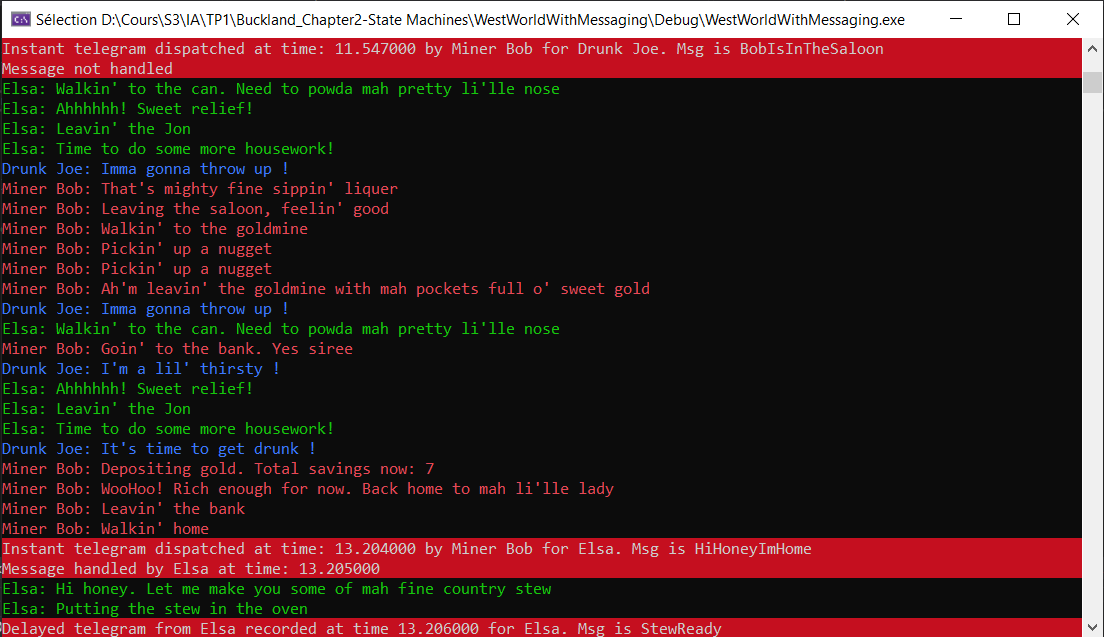 Sélection D:\Cours\S3\IA\TP1\Buckland_Chapter2-State Machines\WestWorldWithMessaging\Debug\WestWorldWithMessaging.exe
Instant telegram dispatched at time: 11.547000 by Miner Bob for Drunk Joe. Msg is BobIsInTheSaloon
Message not handled
Elsa: Walkin' to the can. Need to powda mah pretty li'lle nose
Elsa: Ahhhhhh! Sweet relief!
Elsa: Leavin' the Jon
Elsa: Time to do some more housework!
Drunk Joe: Imma gonna throw up !
Miner Bob: That's mighty fine sippin' liquer
Miner Bob: Leaving the saloon, feelin' good
Miner Bob: Walkin' to the goldmine
Miner Bob: Pickin' up a nugget
Miner Bob: Pickin' up a nugget
Miner Bob: Ah'm leavin' the goldmine with mah pockets full o' sweet gold
Drunk Joe: Imma gonna throw up !
Elsa: Walkin' to the can. Need to powda mah pretty li'lle nose
Miner Bob: Goin' to the bank. Yes siree
Drunk Joe: I'm a lil' thirsty !
Elsa: Ahhhhhh! Sweet relief!
Elsa: Leavin' the Jon
Elsa: Time to do some more housework!
Drunk Joe: It's time to get drunk !
Miner Bob: Depositing gold. Total savings now: 7
Miner Bob: WooHoo! Rich enough for now. Back home to mah li'lle lady
Miner Bob: Leavin' the bank
Miner Bob: Walkin' home
Instant telegram dispatched at time: 13.204000 by Miner Bob for Elsa. Msg is HiHoneyImHome
Message handled by Elsa at time: 13.205000
Elsa: Hi honey. Let me make you some of mah fine country stew
Elsa: Putting the stew in the oven
Delayed telegram from Elsa recorded at time 13.206000 for Elsa. Msg is StewReady